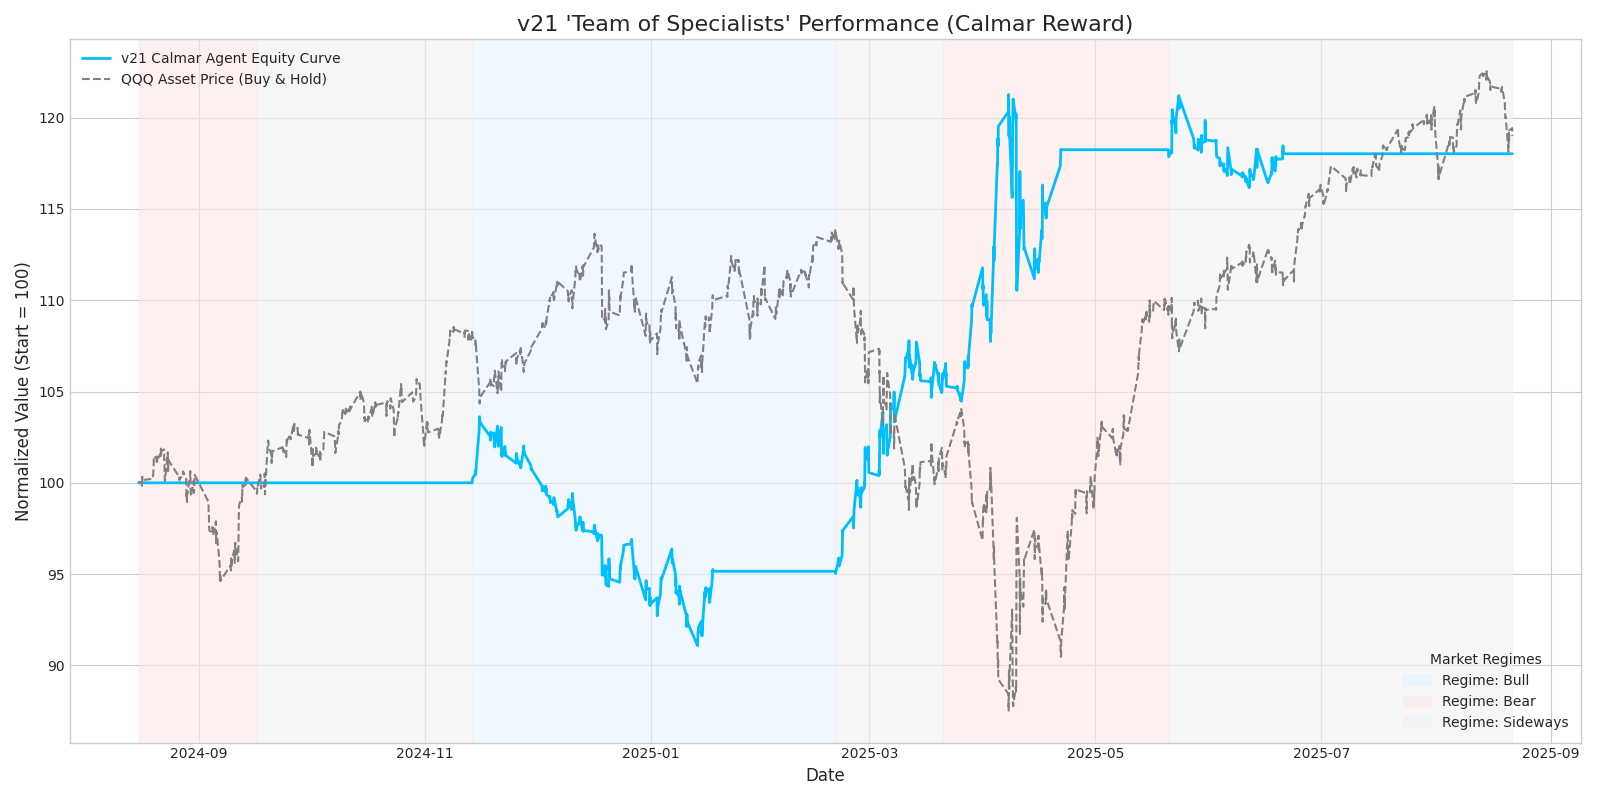 v21 'Team of Specialists' Performance (Calmar Reward)
v21 Calmar Agent Equity Curve
QQQ Asset Price (Buy & Hold)
Normalized Value (Start = 100)
120
115
110
105
100
95
90
Market Regimes
Regime: Bull
Regime: Bear
Regime: Sideways
2024-09 2024-11 2025-01 2025-03 2025-05 2025-07 2025-09
Date